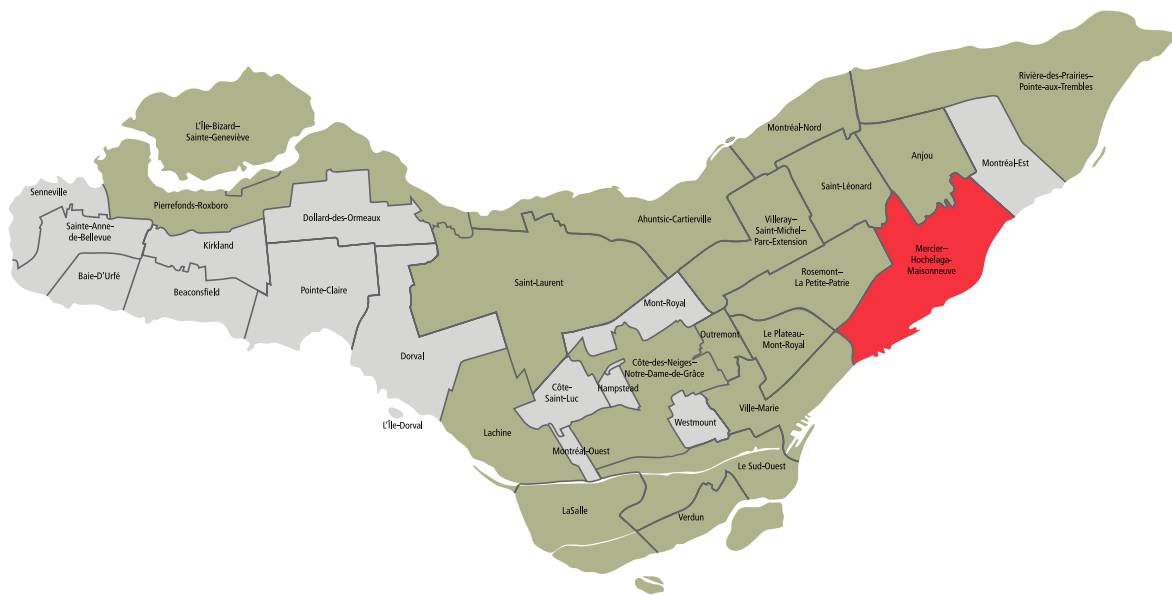 Rivière-des-Prairies–
Pointe-aux-Trembles
L'Île-Bizard–
Sainte-Geneviève
Montréal-Nord
Anjou
Montréal-Est
Saint-Léonard
Senneville
Pierrefonds-Roxboro
Dollard-des-Ormeaux
Ahuntsic-Cartierville
Villeray–
Saint-Michel–
Parc-Extension
Sainte-Anne-
de-Bellevue
Kirkland
Mercier–
Hochelaga-
Maisonneuve
Baie-D'Urfé
Beaconsfield
Pointe-Claire
Saint-Laurent
Rosemont–
La Petite-Patrie
Mont-Royal
Outremont
Le Plateau-
Mont-Royal
Dorval
Côte-des-Neiges–
Notre-Dame-de-Grâce
Côte-
Saint-Luc
Hampstead
Ville-Marie
L'Île-Dorval
Westmount
Lachine
Montréal-Ouest
Le Sud-Ouest
LaSalle
Verdun